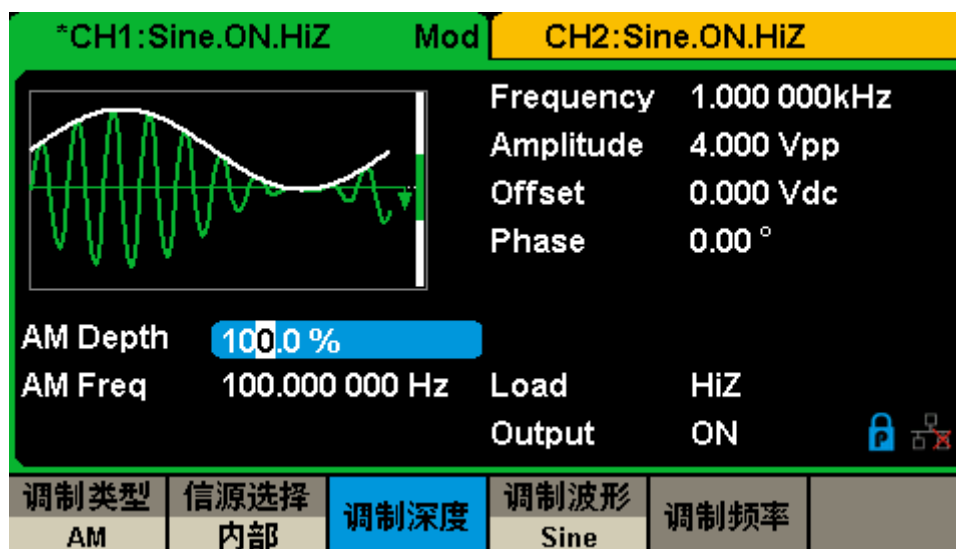 *CH1:Sine.ON.HiZ Mod
CH2:Sine.ON.HiZ
Frequency 1.000 000kHz
Amplitude 4.000 Vpp
Offset 0.000 Vdc
Phase 0.00 °
AM Depth 100.0 %
AM Freq 100.000 000 Hz
Load HiZ
Output ON
P
调制类型
AM
信源选择
内部
调制深度
调制波形
Sine
调制频率